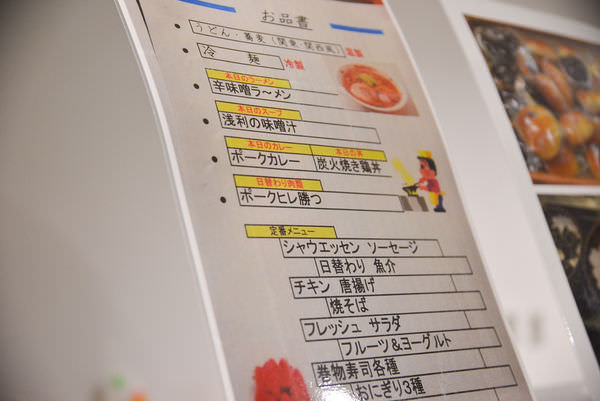 お品書
うどん・蕎麦(関東・関西風)温製
冷 麺 冷製
本日のラーメン
辛味噌ラ～メン
本日のスープ
浅利の味噌汁
本日のカレー 本日の丼
ポークカレー 炭火焼き鶏丼
日替わり肉類
ポークヒレ勝つ
定番メニュー
シャウエッセン ソーセージ
日替わり 魚介
チキン 唐揚げ
焼そば
フレッシュ サラダ
フルーツ&ヨーグルト
巻物寿司各種
おにぎり3種